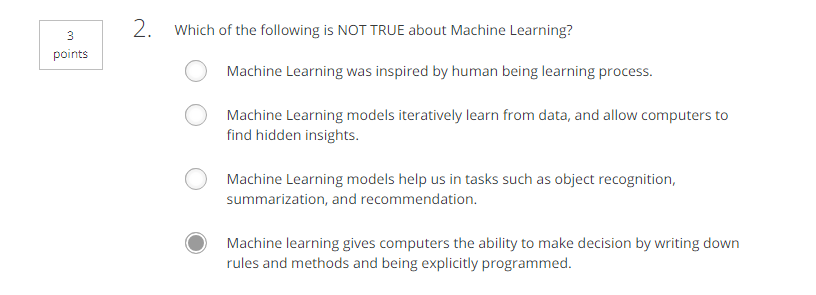 3
points
2. Which of the following is NOT TRUE about Machine Learning?
Machine Learning was inspired by human being learning process.
Machine Learning models iteratively learn from data, and allow computers to
find hidden insights.
Machine Learning models help us in tasks such as object recognition,
summarization, and recommendation.
Machine learning gives computers the ability to make decision by writing down
rules and methods and being explicitly programmed.